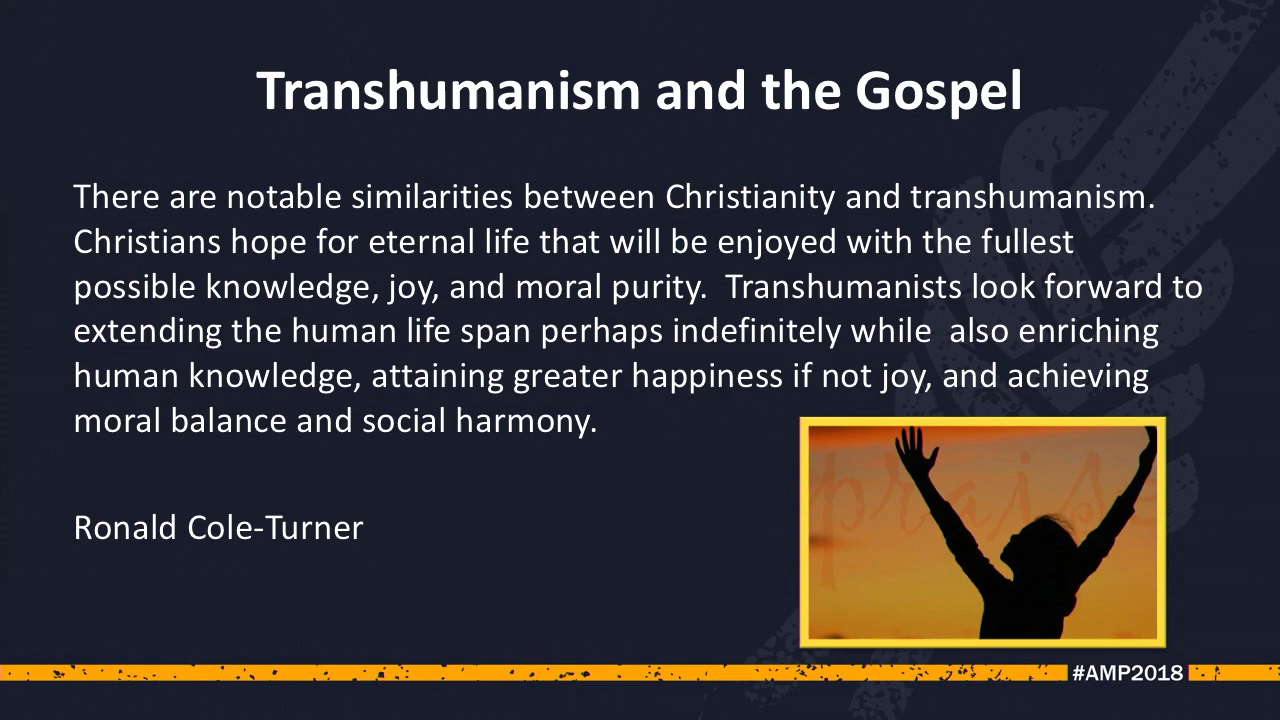 Transhumanism and the Gospel
There are notable similarities between Christianity and transhumanism.
Christians hope for eternal life that will be enjoyed with the fullest
possible knowledge, joy, and moral purity.  Transhumanists look forward to
extending the human life span perhaps indefinitely while  also enriching
human knowledge, attaining greater happiness if not joy, and achieving
moral balance and social harmony.
praise
Ronald Cole-Turner
#AMP2018